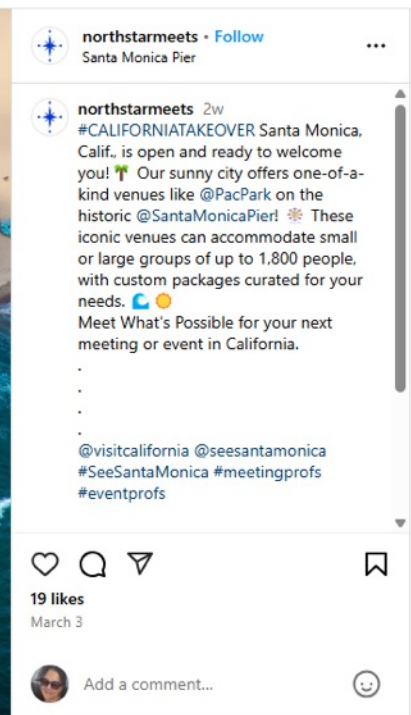 northstarmeets • Follow
Santa Monica Pier
northstarmeets 2w
#CALIFORNIATAKEOVER Santa Monica,
Calif., is open and ready to welcome
you! 🌴 Our sunny city offers one-of-a-
kind venues like @PacPark on the
historic @SantaMonicaPier! 🎡 These
iconic venues can accommodate small
or large groups of up to 1,800 people,
with custom packages curated for your
needs. 🌊 ☀️
Meet What's Possible for your next
meeting or event in California.
.
.
.
.
@visitcalifornia @seesantamonica
#SeeSantaMonica #meetingprofs
#eventprofs
19 likes
March 3
Add a comment...